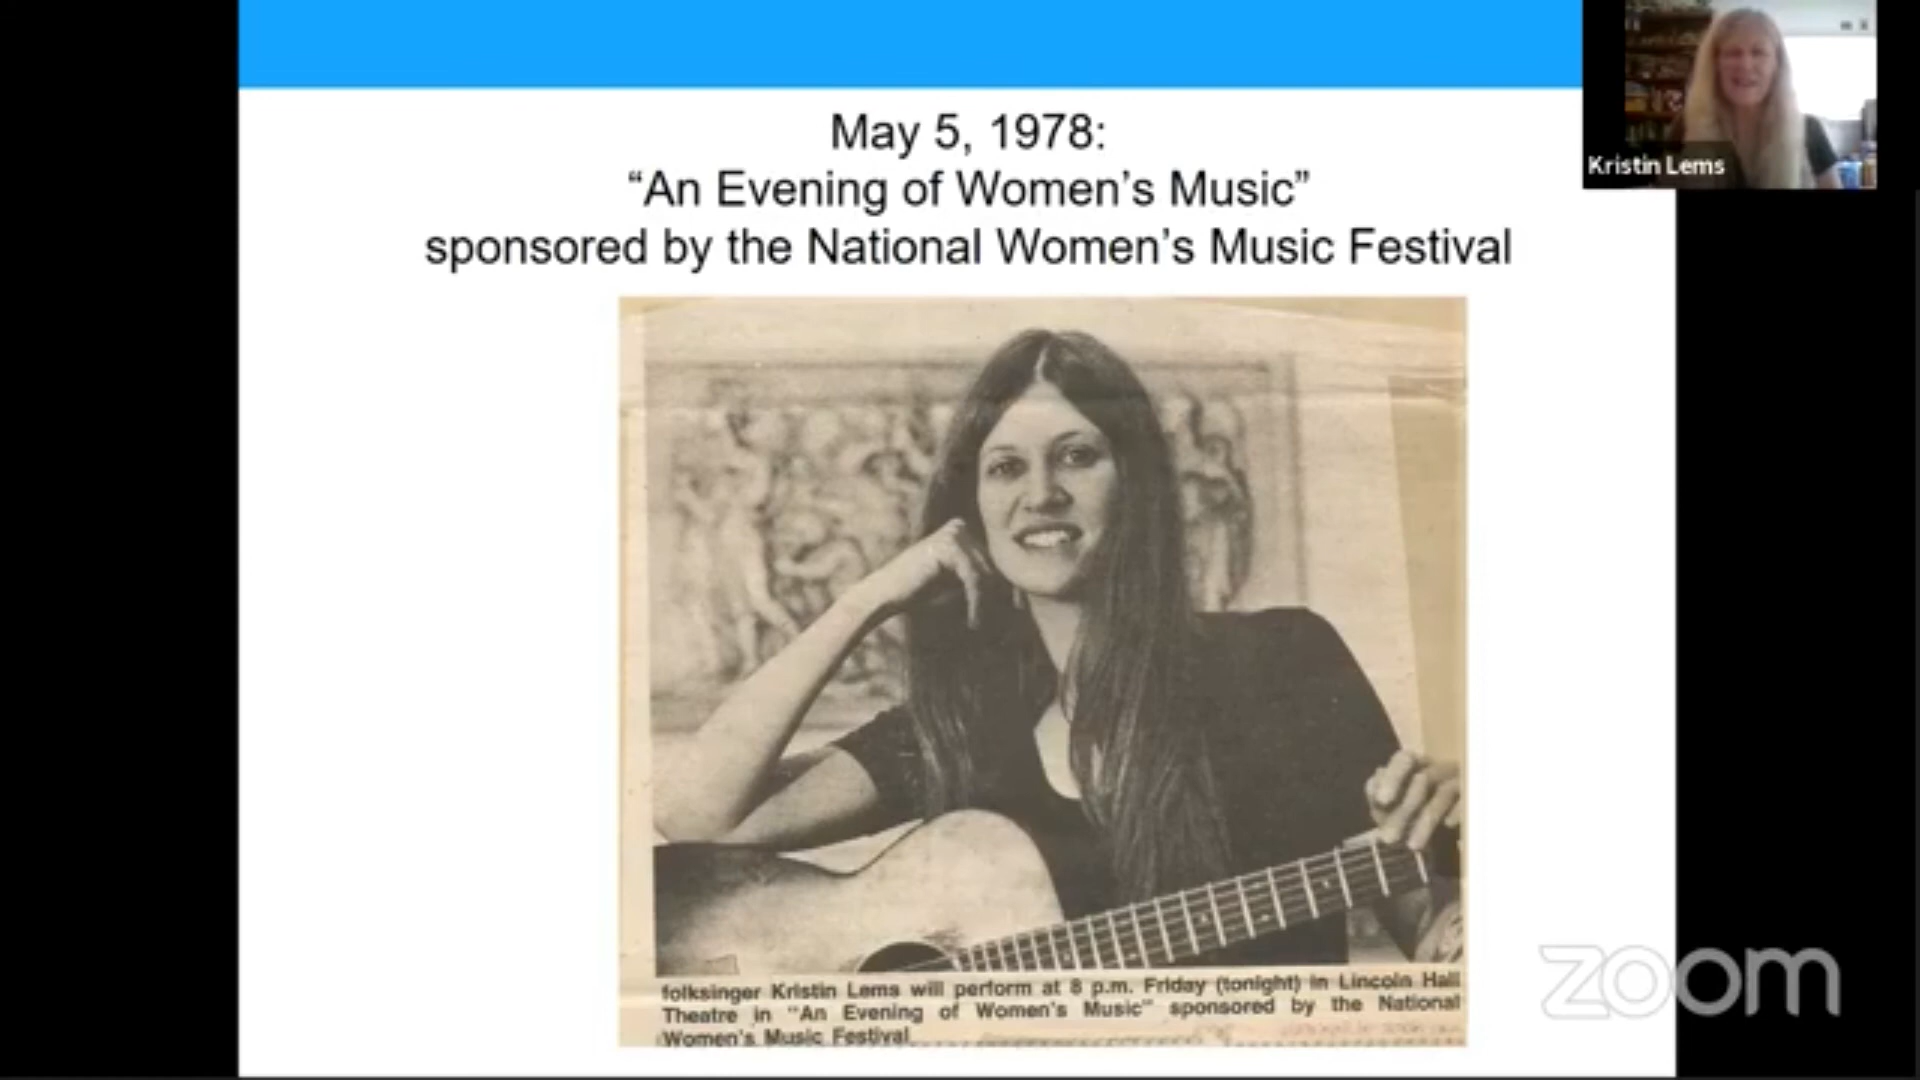 May 5, 1978:
“An Evening of Women’s Music”
sponsored by the National Women’s Music Festival
Kristin Lems
folksinger Kristin Lems will perform at 8 p.m. Friday (tonight) in Lincoln Hall
Theatre in "An Evening of Women's Music" sponsored by the National
Women's Music Festival
zoom